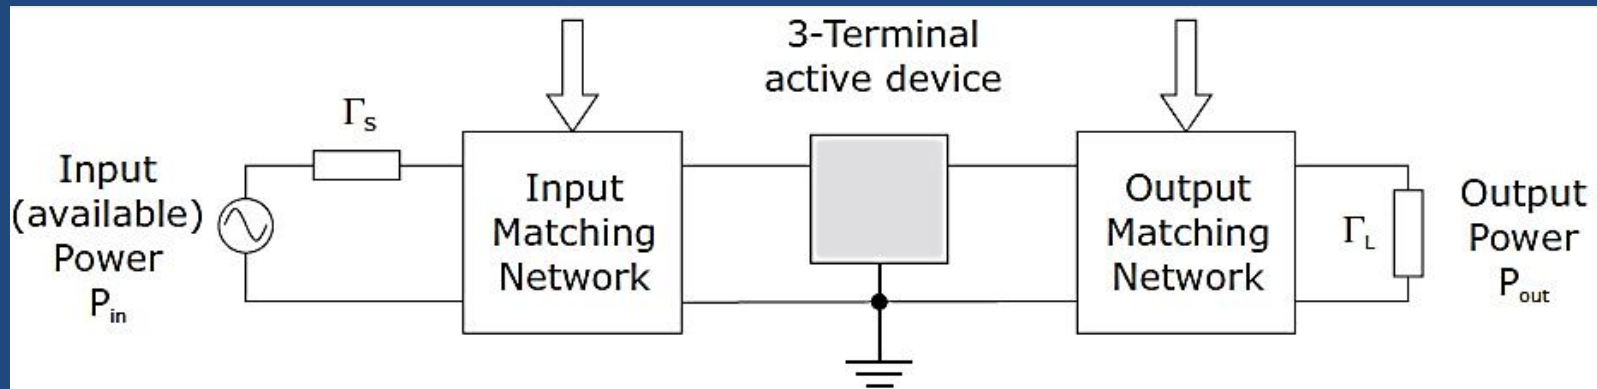 3-Terminal
active device
Γs
Input
(available)
Power
Pin
Input
Matching
Network
Output
Matching
Network
ΓL
Output
Power
Pout